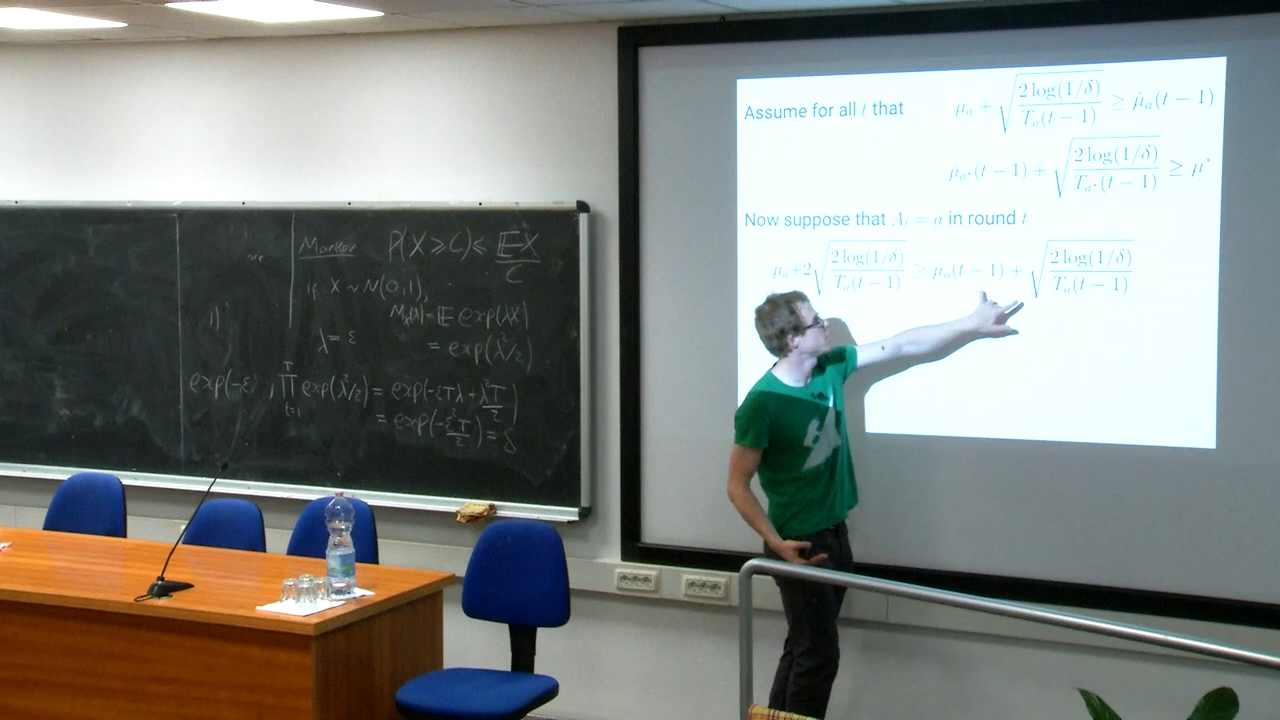 Markov P(X ≥ C) ≤ EX / C
if X ~ N(0,1),
M_X(λ) = E exp(λX)
λ = ε = exp(λ²/2)
exp(-ε) , ∏_{t=1}^{T} exp(λ²/2) = exp(-εTλ + λ²T/2)
= exp(-ε²T/2) = δ
Assume for all t that μ_a + √(2 log(1/δ) / T_a(t − 1)) ≥ μ̂_a(t − 1)
μ̂_{a*}(t − 1) + √(2 log(1/δ) / T_{a*}(t − 1)) ≥ μ*
Now suppose that A_t = a in round t
μ_a + 2√(2 log(1/δ) / T_a(t − 1)) ≥ μ̂_a(t − 1) + √(2 log(1/δ) / T_a(t − 1))